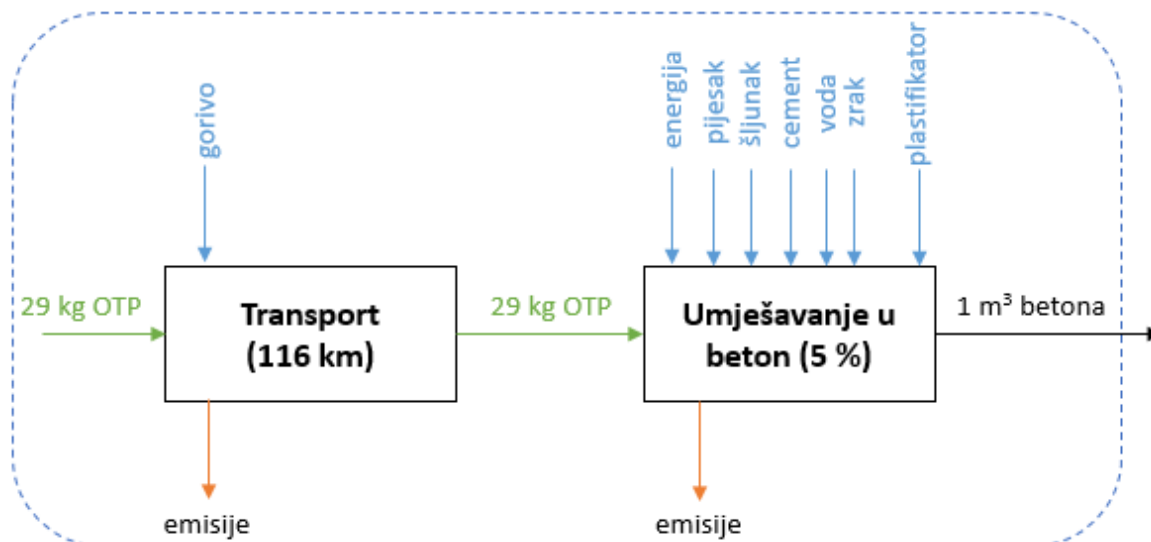 gorivo
energija
pijesak
šljunak
cement
voda
zrak
plastifikator
29 kg OTP
Transport
(116 km)
29 kg OTP
Umješavanje u
beton (5 %)
1 m³ betona
emisije
emisije